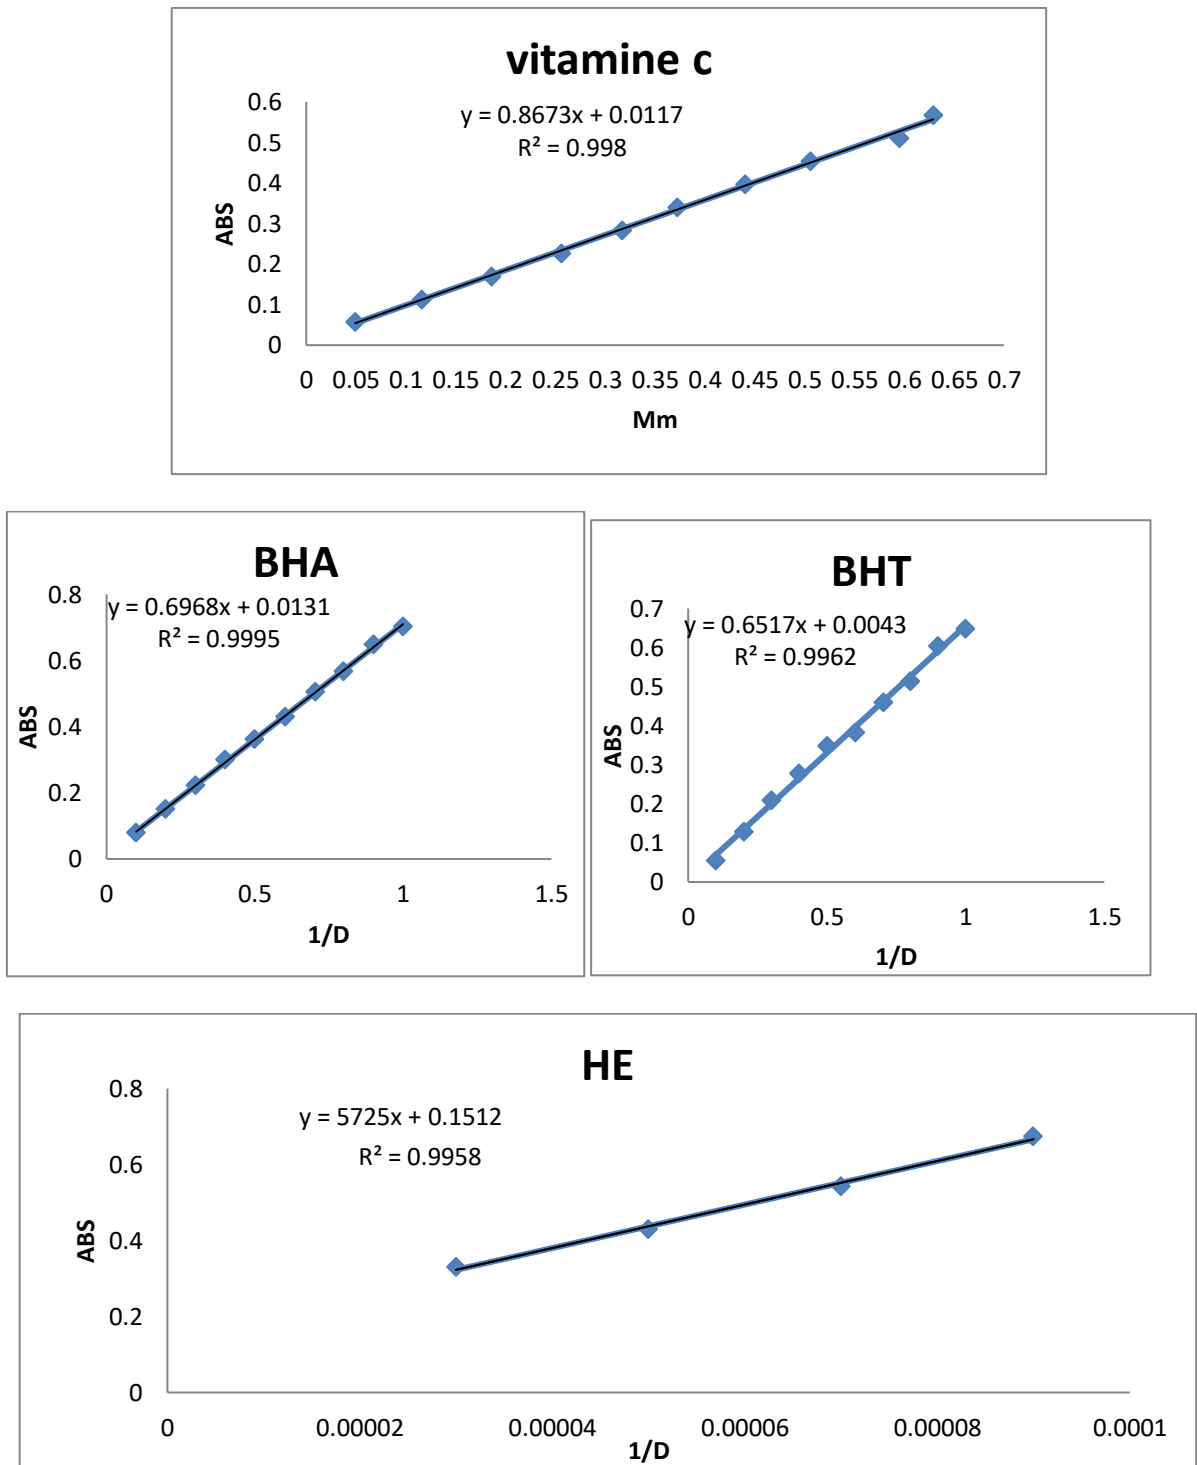 vitamine c
y = 0.8673x + 0.0117
R² = 0.998
0.6
0.5
0.4
0.3
0.2
0.1
0
ABS
0 0.05 0.1 0.15 0.2 0.25 0.3 0.35 0.4 0.45 0.5 0.55 0.6 0.65 0.7
Mm
BHA
y = 0.6968x + 0.0131
R² = 0.9995
0.8
0.6
0.4
0.2
0
ABS
0 0.5 1 1.5
1/D
BHT
y = 0.6517x + 0.0043
R² = 0.9962
0.7
0.6
0.5
0.4
0.3
0.2
0.1
0
ABS
0 0.5 1 1.5
1/D
HE
y = 5725x + 0.1512
R² = 0.9958
0.8
0.6
0.4
0.2
0
ABS
0 0.00002 0.00004 0.00006 0.00008 0.0001
1/D